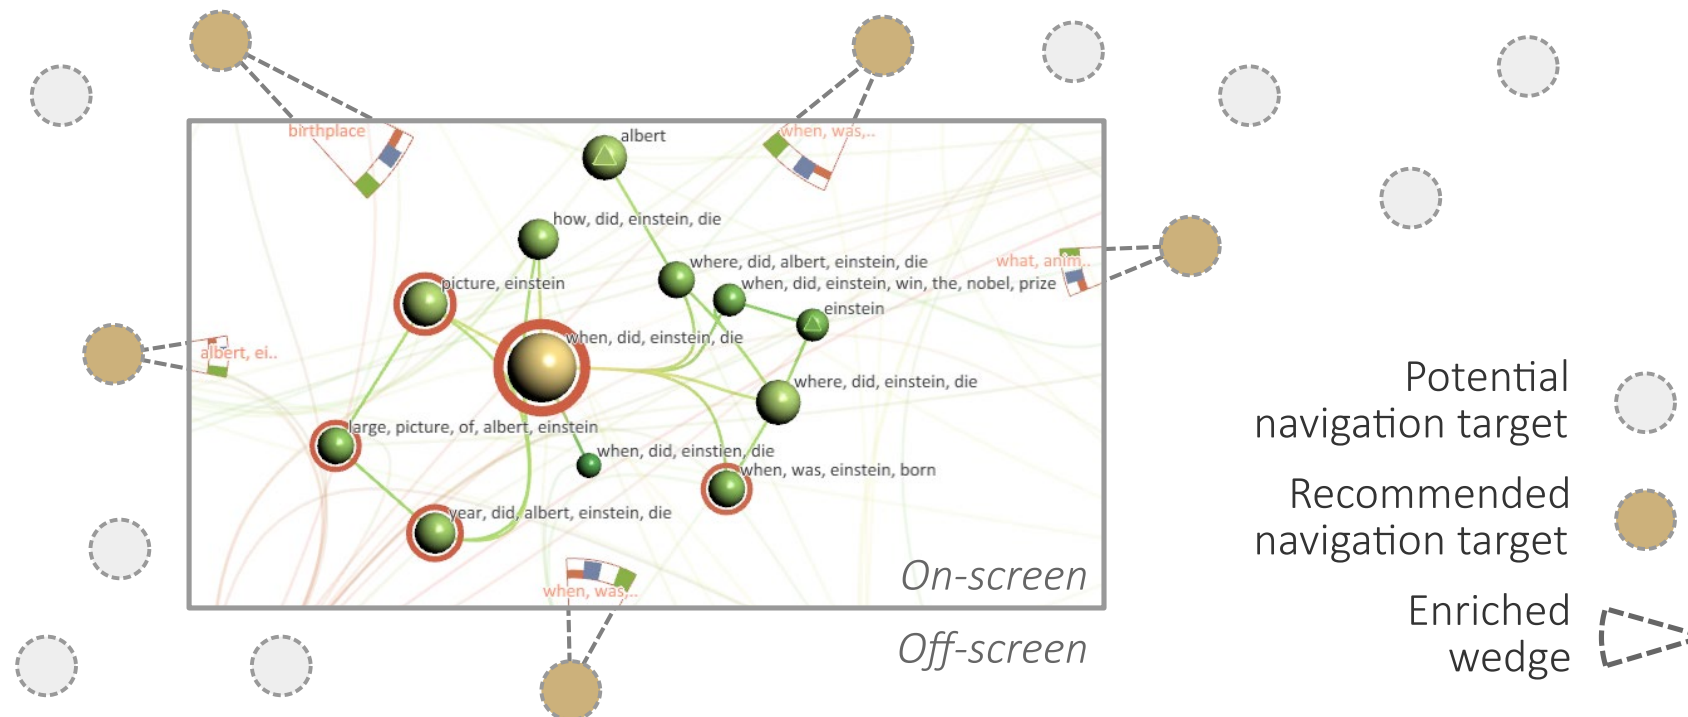 birthplace
albert
when, was,..
how, did, einstein, die
where, did, albert, einstein, die
what, anim..
picture, einstein
when, did, einstein, win, the, nobel, prize
einstein
when, did, einstein, die
albert, ei..
where, did, einstein, die
large, picture, of, albert, einstein
when, did, einstien, die
when, was, einstein, born
year, did, albert, einstein, die
when, was,..
On-screen
Off-screen
Potential
navigation target
Recommended
navigation target
Enriched
wedge